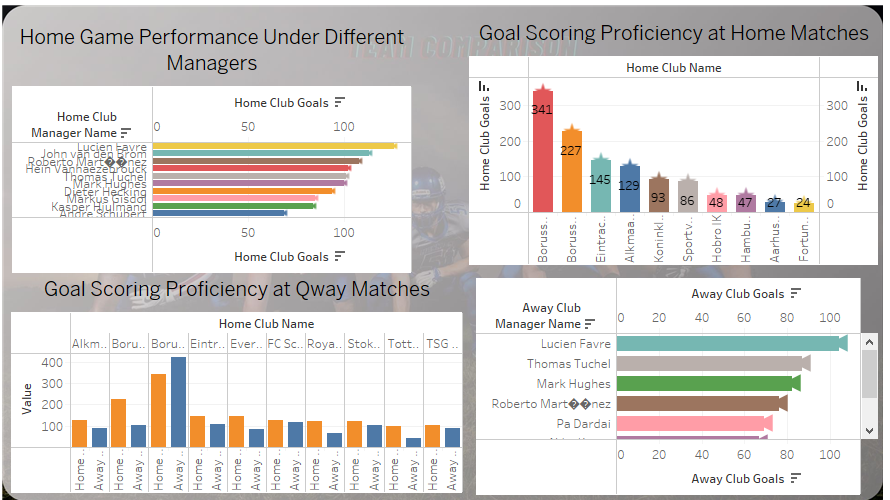 Home Game Performance Under Different
Managers
Home Club Goals
Home Club
Manager Name
0 50 100
Lucien Favre
John van den Brom
Roberto Mart��nez
Hein Vanhaezebrouck
Thomas Tuchel
Mark Hughes
Dieter Hecking
Markus Gisdol
Kasper Hjulmand
Andre Schubert
0 50 100
Home Club Goals
TEAM COMPARISON
Goal Scoring Proficiency at Home Matches
Home Club Name
Home Club Goals
300
200
100
0
341
227
145
129
93
86
48
47
27
24
300
200
100
0
Home Club Goals
Boruss..
Boruss..
Eintrac..
Alkmaa..
Koninkl..
Sportv..
Hobro IK
Hambu..
Aarhus..
Fortun..
Goal Scoring Proficiency at Qway Matches
Home Club Name
Alkm.. Boru.. Boru.. Eintr.. Ever.. FC Sc.. Roya.. Stok.. Tott.. TSG ..
Value
400
300
200
100
Home ..
Away ..
Home ..
Away ..
Home ..
Away ..
Home ..
Away ..
Home ..
Away ..
Home ..
Away ..
Home ..
Away ..
Home ..
Away ..
Home ..
Away ..
Home ..
Away ..
Away Club Goals
Away Club
Manager Name
0 20 40 60 80 100
Lucien Favre
Thomas Tuchel
Mark Hughes
Roberto Mart��nez
Pa Dardai
0 20 40 60 80 100
Away Club Goals